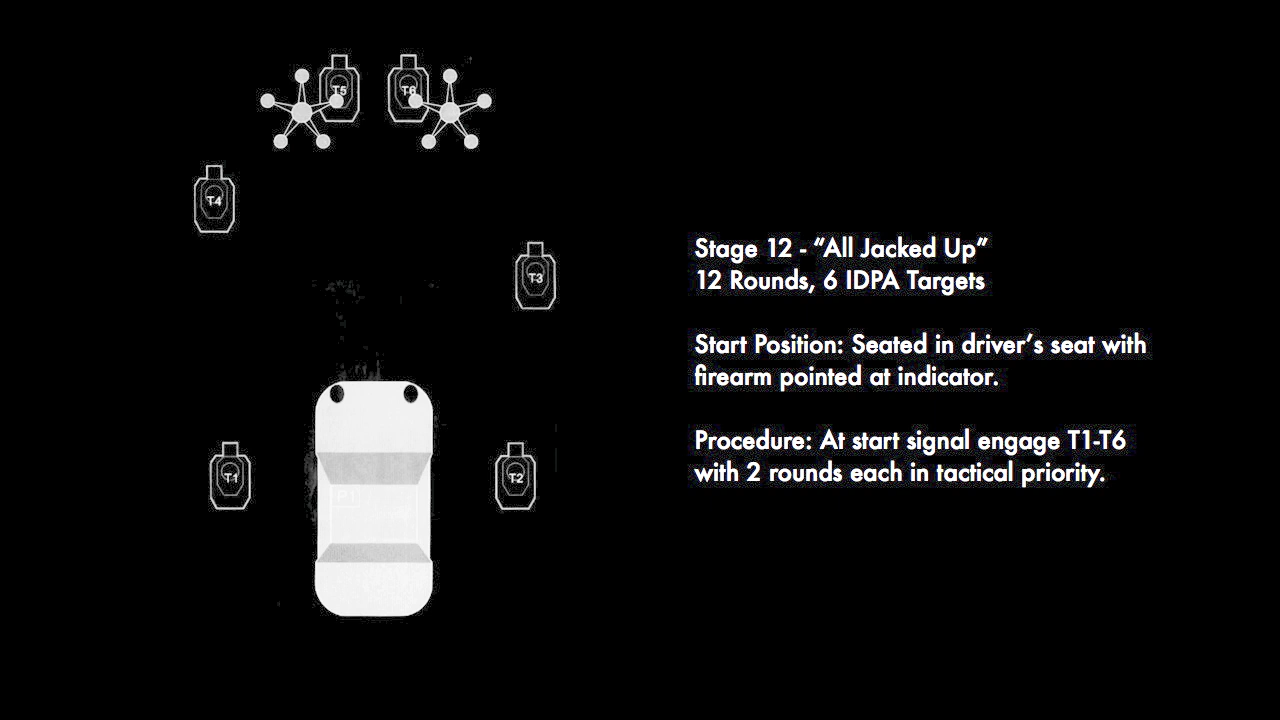 T5
T6
T4
T3
Stage 12 - “All Jacked Up”
12 Rounds, 6 IDPA Targets
Start Position: Seated in driver’s seat with
firearm pointed at indicator.
Procedure: At start signal engage T1-T6
with 2 rounds each in tactical priority.
T1
T2
P1